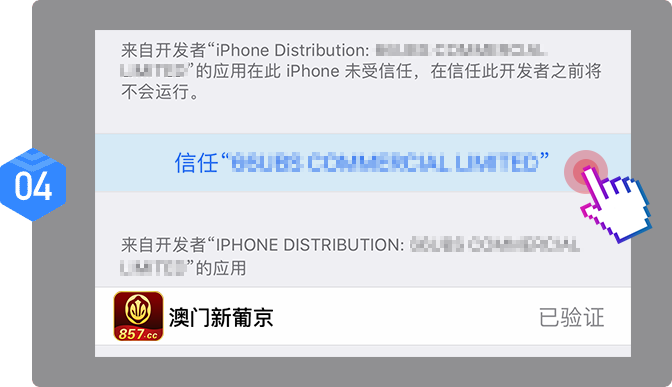 来自开发者“iPhone Distribution:
”的应用在此 iPhone 未受信任，在信任此开发者之前将
不会运行。
04
信任“COMMERCIAL LIMITED”
来自开发者“IPHONE DISTRIBUTION:
”的应用
857.cc
澳门新葡京
已验证